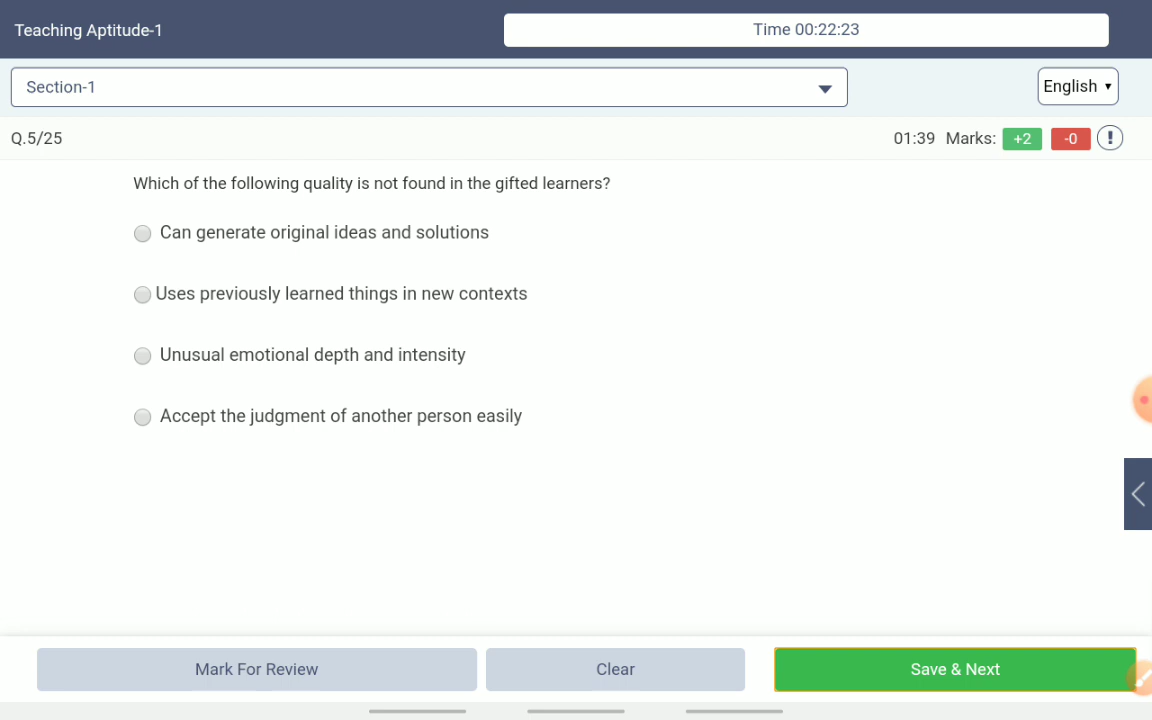 Teaching Aptitude-1
Time 00:22:23
Section-1
English
Q.5/25
01:39 Marks: +2 -0 !
Which of the following quality is not found in the gifted learners?
Can generate original ideas and solutions
Uses previously learned things in new contexts
Unusual emotional depth and intensity
Accept the judgment of another person easily
Mark For Review
Clear
Save & Next